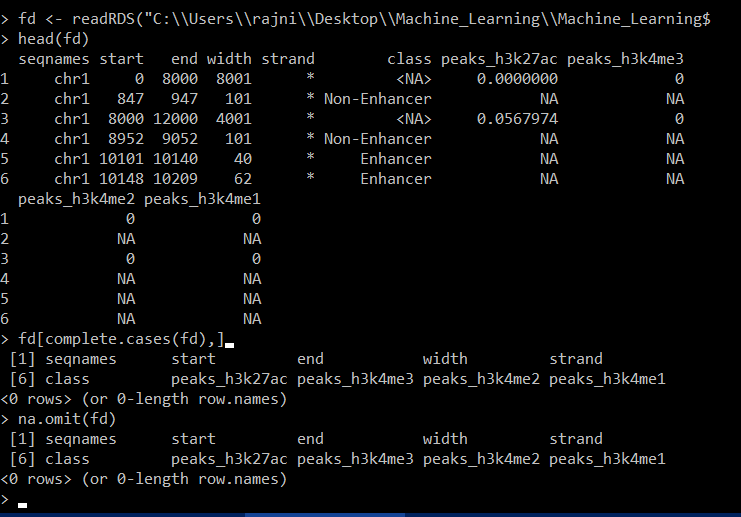 > fd <- readRDS("C:\\Users\\rajni\\Desktop\\Machine_Learning\\Machine_Learning$
> head(fd)
  seqnames start   end width strand        class peaks_h3k27ac peaks_h3k4me3
1     chr1     0  8000  8001      *         <NA>     0.0000000             0
2     chr1   847   947   101      * Non-Enhancer            NA            NA
3     chr1  8000 12000  4001      *         <NA>     0.0567974             0
4     chr1  8952  9052   101      * Non-Enhancer            NA            NA
5     chr1 10101 10140    40      *     Enhancer            NA            NA
6     chr1 10148 10209    62      *     Enhancer            NA            NA
  peaks_h3k4me2 peaks_h3k4me1
1             0             0
2            NA            NA
3             0             0
4            NA            NA
5            NA            NA
6            NA            NA
> fd[complete.cases(fd),]
 [1] seqnames      start         end           width         strand
 [6] class         peaks_h3k27ac peaks_h3k4me3 peaks_h3k4me2 peaks_h3k4me1
<0 rows> (or 0-length row.names)
> na.omit(fd)
 [1] seqnames      start         end           width         strand
 [6] class         peaks_h3k27ac peaks_h3k4me3 peaks_h3k4me2 peaks_h3k4me1
<0 rows> (or 0-length row.names)
>